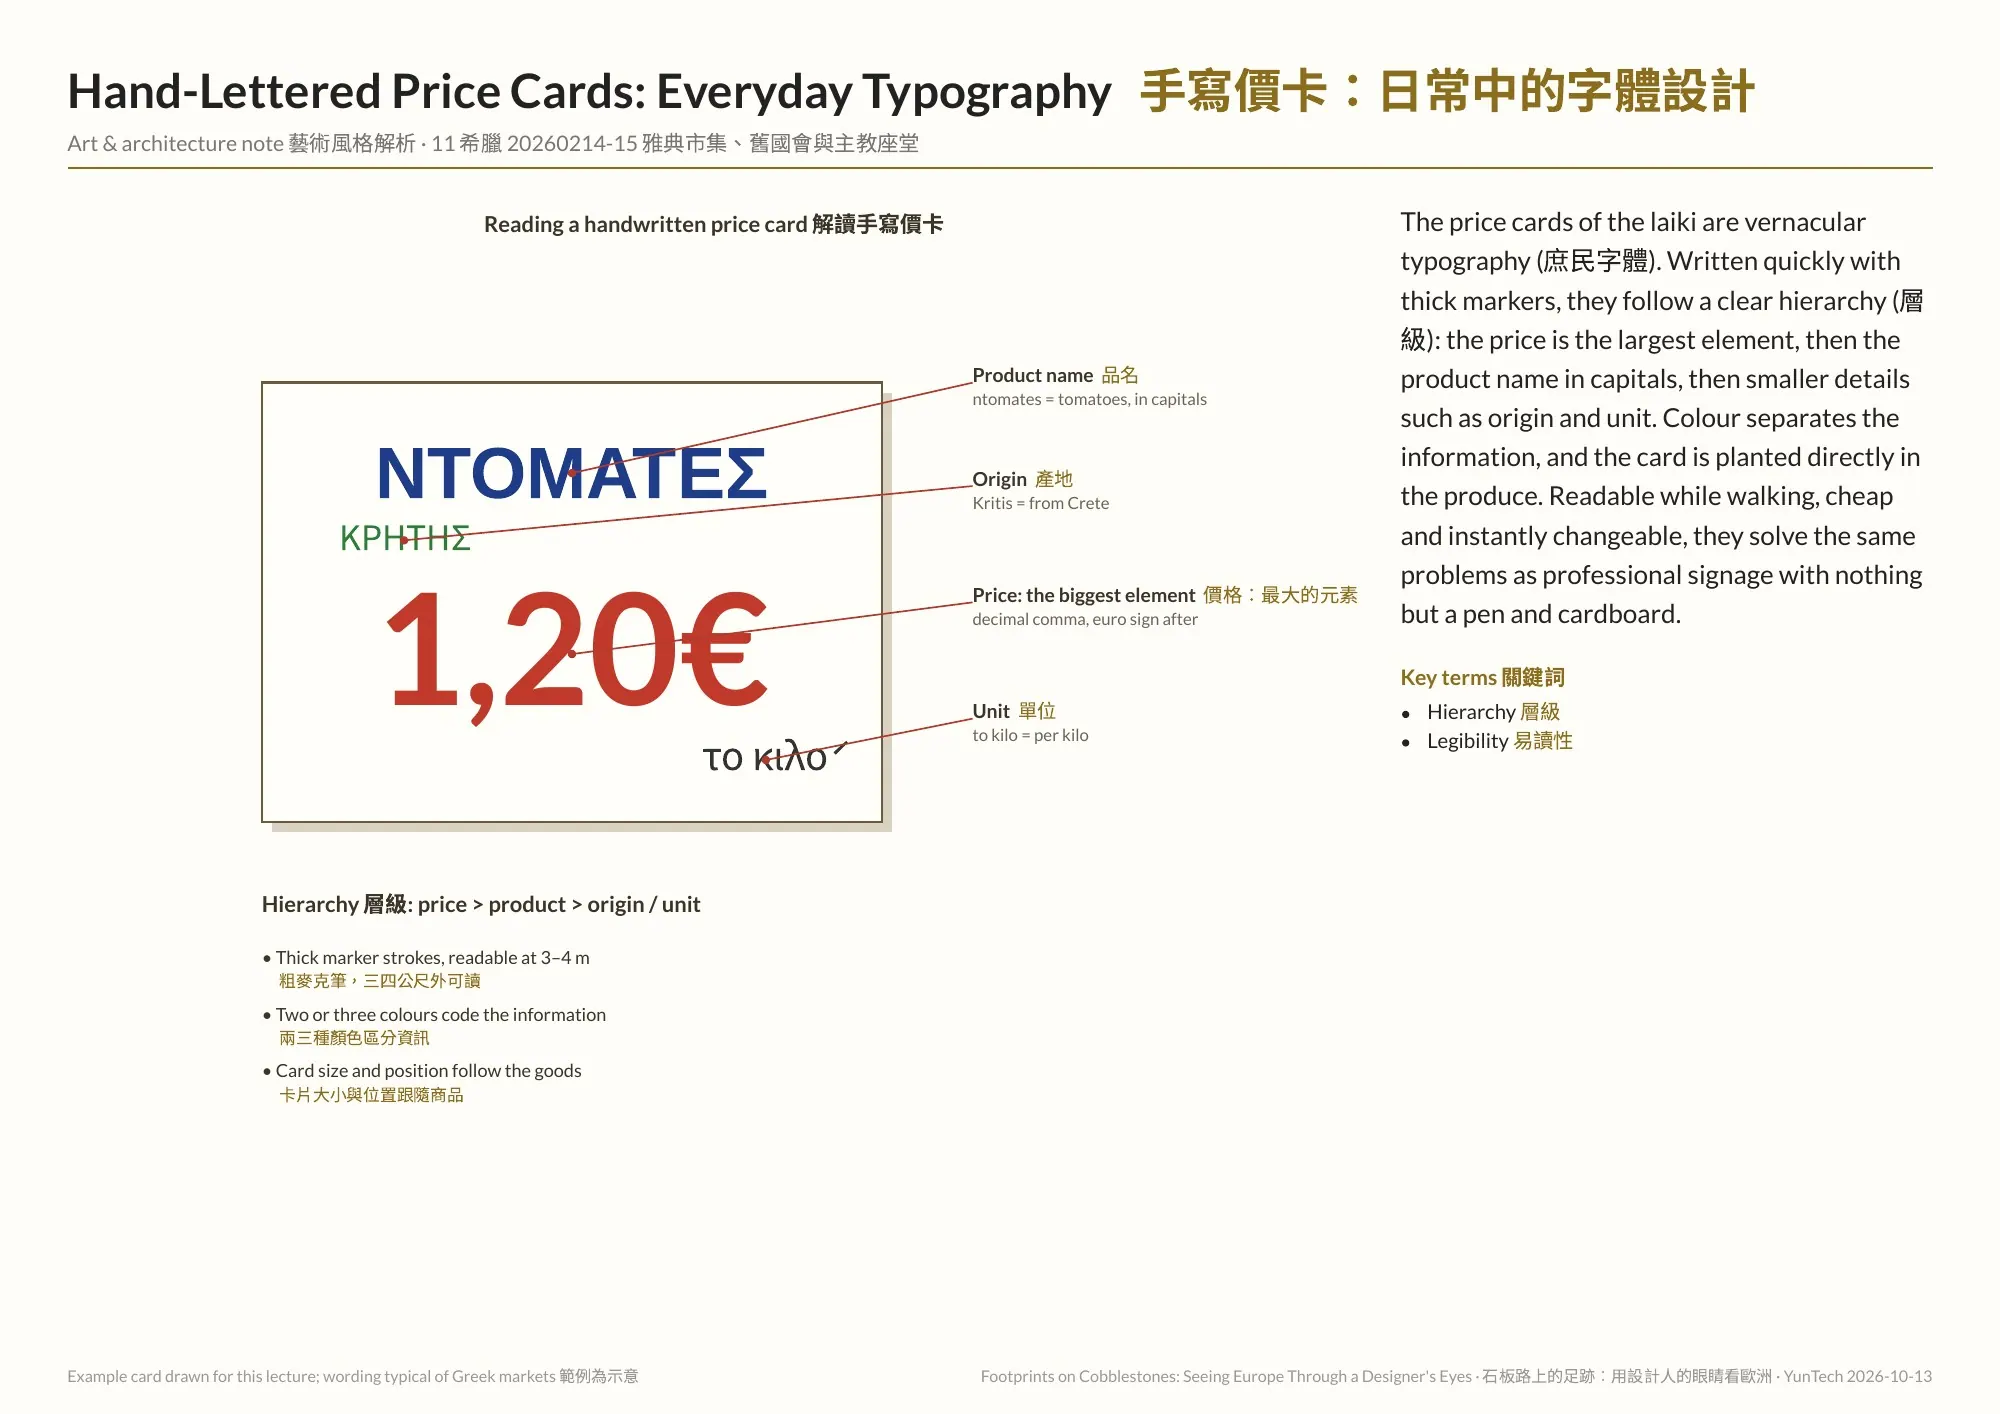 Hand-Lettered Price Cards: Everyday Typography 手寫價卡：日常中的字體設計
Art & architecture note 藝術風格解析 · 11 希臘 20260214-15 雅典市集、舊國會與主教座堂
Reading a handwritten price card 解讀手寫價卡
ΝΤΟΜΑΤΕΣ
ΚΡΗΤΗΣ
1,20€
το κιλο´
Product name 品名
ntomates = tomatoes, in capitals
Origin 產地
Kritis = from Crete
Price: the biggest element 價格：最大的元素
decimal comma, euro sign after
Unit 單位
to kilo = per kilo
Hierarchy 層級: price > product > origin / unit
• Thick marker strokes, readable at 3–4 m
粗麥克筆，三四公尺外可讀
• Two or three colours code the information
兩三種顏色區分資訊
• Card size and position follow the goods
卡片大小與位置跟隨商品
The price cards of the laiki are vernacular
typography (庶民字體). Written quickly with
thick markers, they follow a clear hierarchy (層
級): the price is the largest element, then the
product name in capitals, then smaller details
such as origin and unit. Colour separates the
information, and the card is planted directly in
the produce. Readable while walking, cheap
and instantly changeable, they solve the same
problems as professional signage with nothing
but a pen and cardboard.
Key terms 關鍵詞
• Hierarchy 層級
• Legibility 易讀性
Example card drawn for this lecture; wording typical of Greek markets 範例為示意
Footprints on Cobblestones: Seeing Europe Through a Designer's Eyes · 石板路上的足跡：用設計人的眼睛看歐洲 · YunTech 2026-10-13